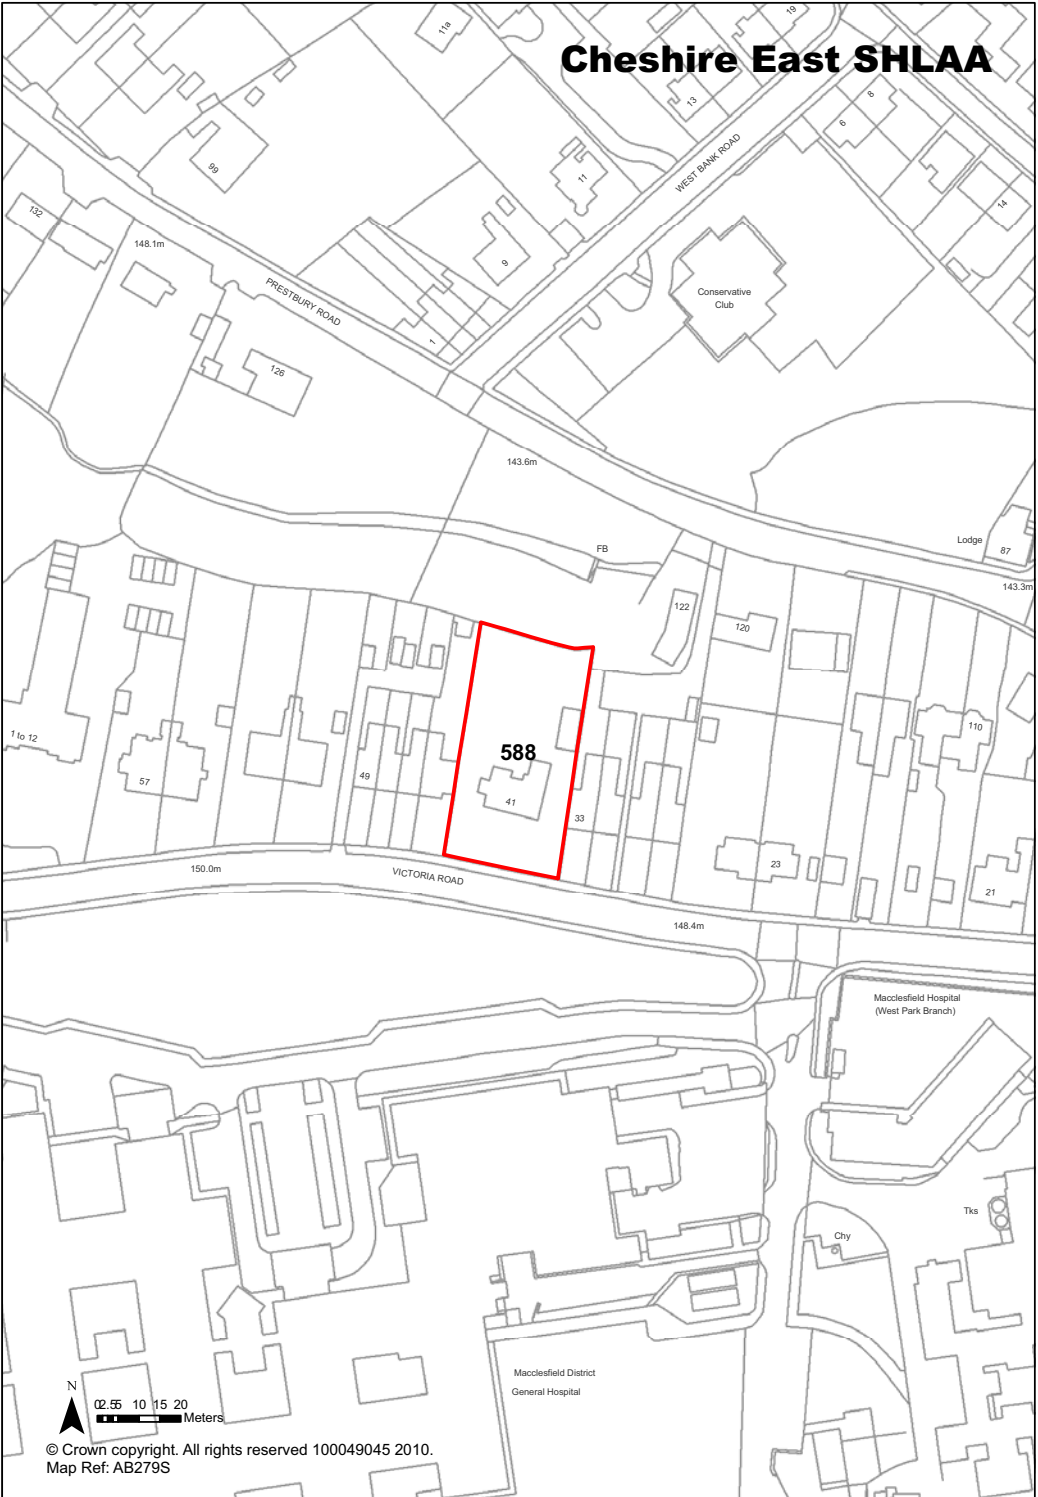 Cheshire East SHLAA
11a
19
13
8
6
99
11
WEST BANK ROAD
132
14
148.1m
9
PRESTBURY ROAD
Conservative
Club
1
126
143.6m
Lodge
87
FB
143.3m
122
120
110
1 to 12
588
49
57
41
33
23
150.0m
VICTORIA ROAD
21
148.4m
Macclesfield Hospital
(West Park Branch)
Tks
Chy
Macclesfield District
General Hospital
N
0 2.5 5 10 15 20
Meters
© Crown copyright. All rights reserved 100049045 2010.
Map Ref: AB279S